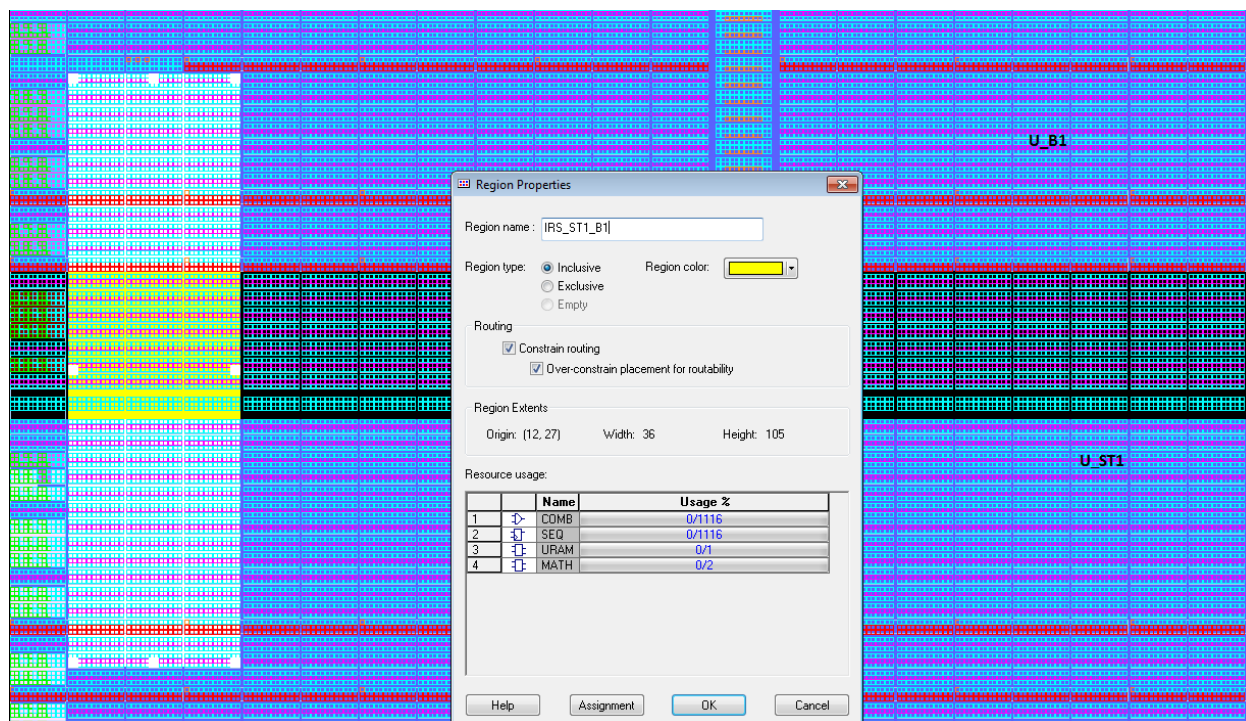 U_B1
Region Properties
Region name : IRS_ST1_B1
Region type: Inclusive Region color:
Exclusive
Empty
Routing
Constrain routing
Over-constrain placement for routability
Region Extents
Origin: (12, 27) Width: 36 Height: 105
U_ST1
Resource usage:
Name Usage %
1 COMB 0/1116
2 SEQ 0/1116
3 URAM 0/1
4 MATH 0/2
Help Assignment OK Cancel